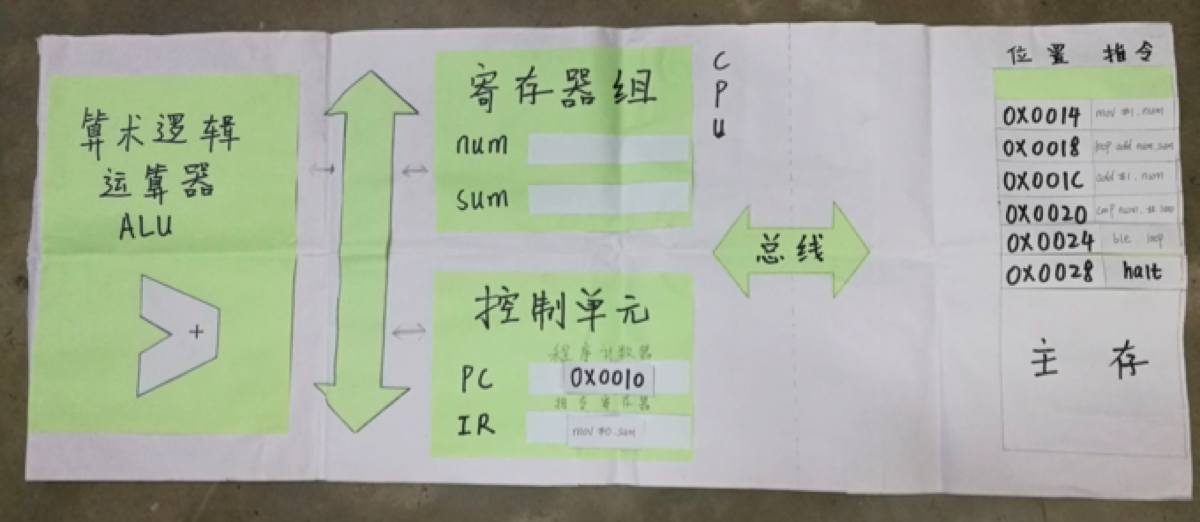 算术逻辑
运算器
ALU
+
寄存器组
num
sum
控制单元
程序计数器
PC 0X0010
指令寄存器
IR mov #0.sum
CPU
总线
位置 指令
0X0014 mov #1.num
0X0018 loop add num.sum
0X001C add #1.num
0X0020 cmp num.
0X0024 ble loop
0X0028 halt
主存